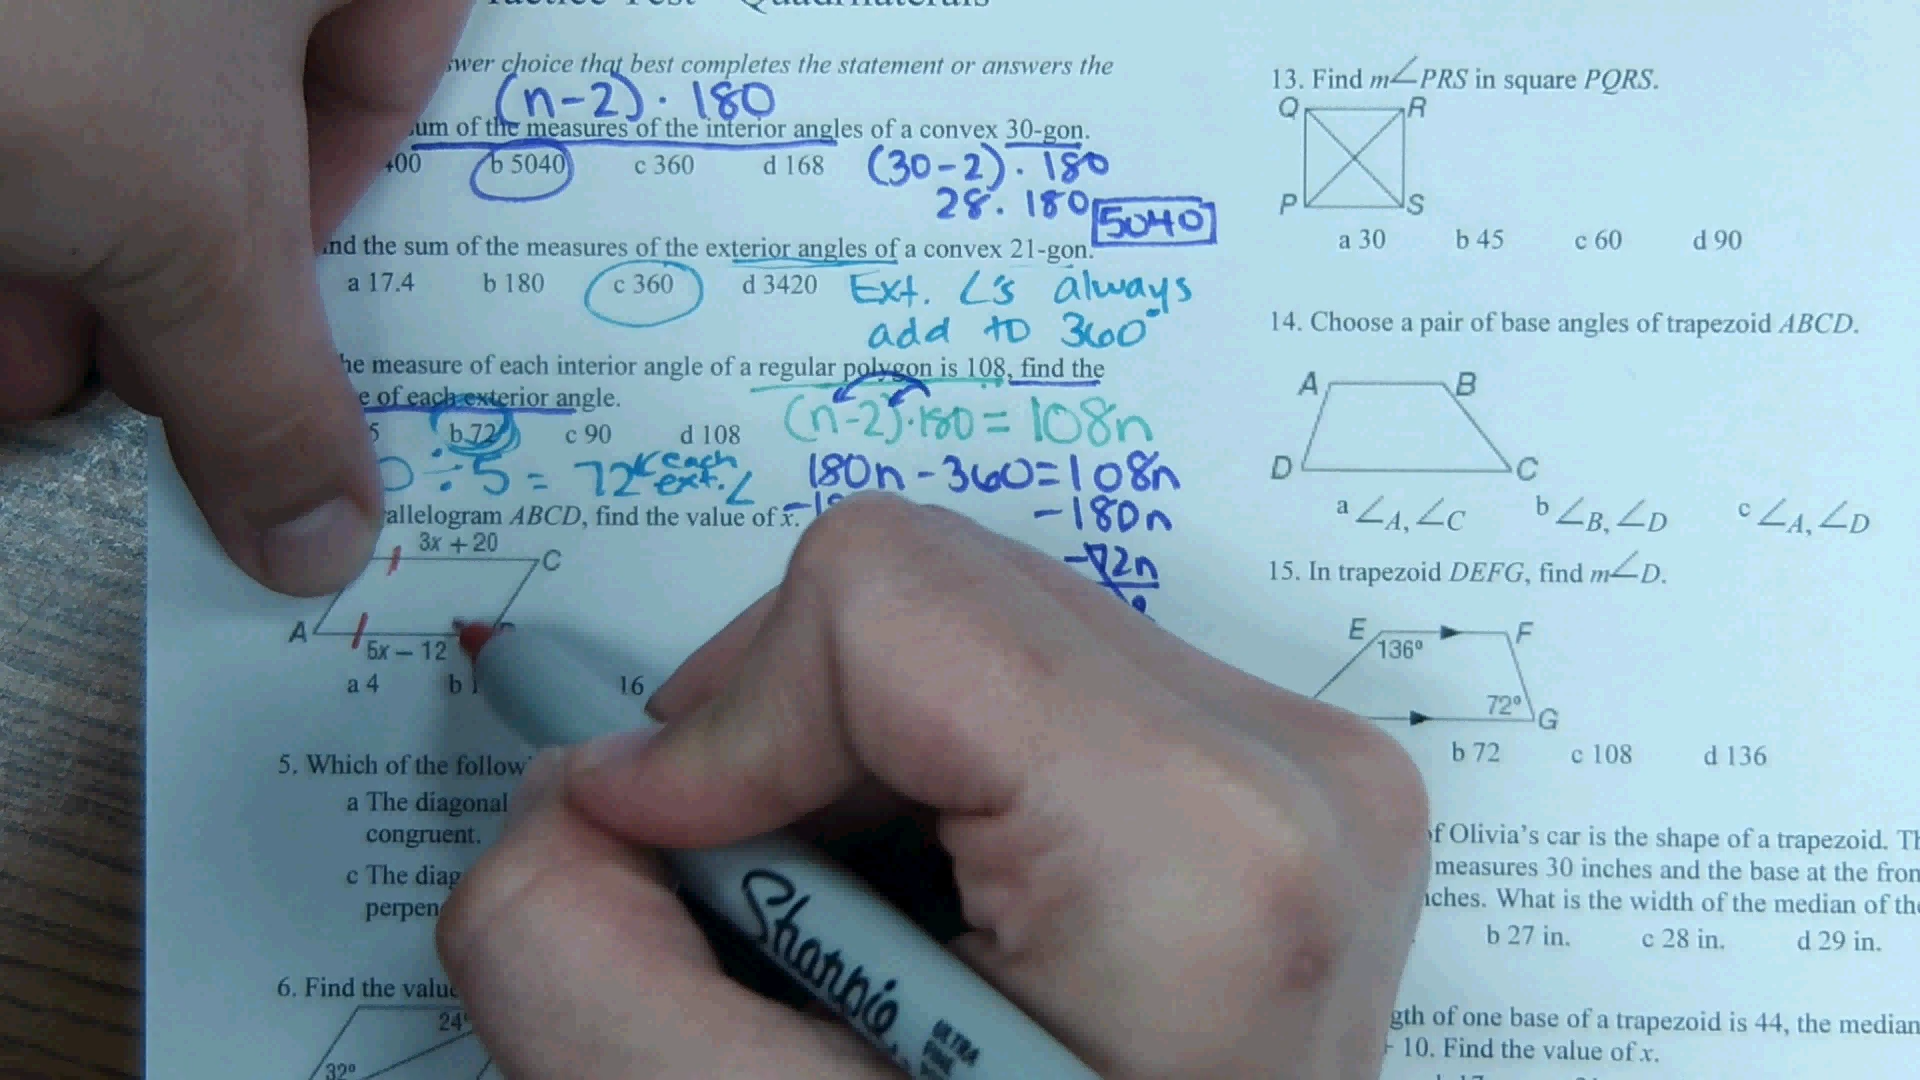 swer choice that best completes the statement or answers the
(n-2) · 180
um of the measures of the interior angles of a convex 30-gon.
400 b 5040 c 360 d 168
(30-2) · 180
28 · 180 5040
nd the sum of the measures of the exterior angles of a convex 21-gon.
a 17.4 b 180 c 360 d 3420
Ext. ∠'s always
add to 360°
he measure of each interior angle of a regular polygon is 108, find the
e of each exterior angle.
5 b 72 c 90 d 108
(n-2)·180 = 108n
0 ÷ 5 = 72 each
ext. ∠
180n - 360 = 108n
-180n
-72n
allelogram ABCD, find the value of x.
3x + 20
C
A
5x – 12
a 4 b 16
5. Which of the follow
a The diagonal
congruent.
c The diag
perpen
6. Find the value
24°
32°
13. Find m∠PRS in square PQRS.
Q R
P S
a 30 b 45 c 60 d 90
14. Choose a pair of base angles of trapezoid ABCD.
A B
D C
a ∠A, ∠C b ∠B, ∠D c ∠A, ∠D
15. In trapezoid DEFG, find m∠D.
E F
136°
72° G
b 72 c 108 d 136
f Olivia's car is the shape of a trapezoid. Th
measures 30 inches and the base at the fron
ches. What is the width of the median of the
b 27 in. c 28 in. d 29 in.
gth of one base of a trapezoid is 44, the median
+ 10. Find the value of x.
Sharpie
ULTRA
FINE